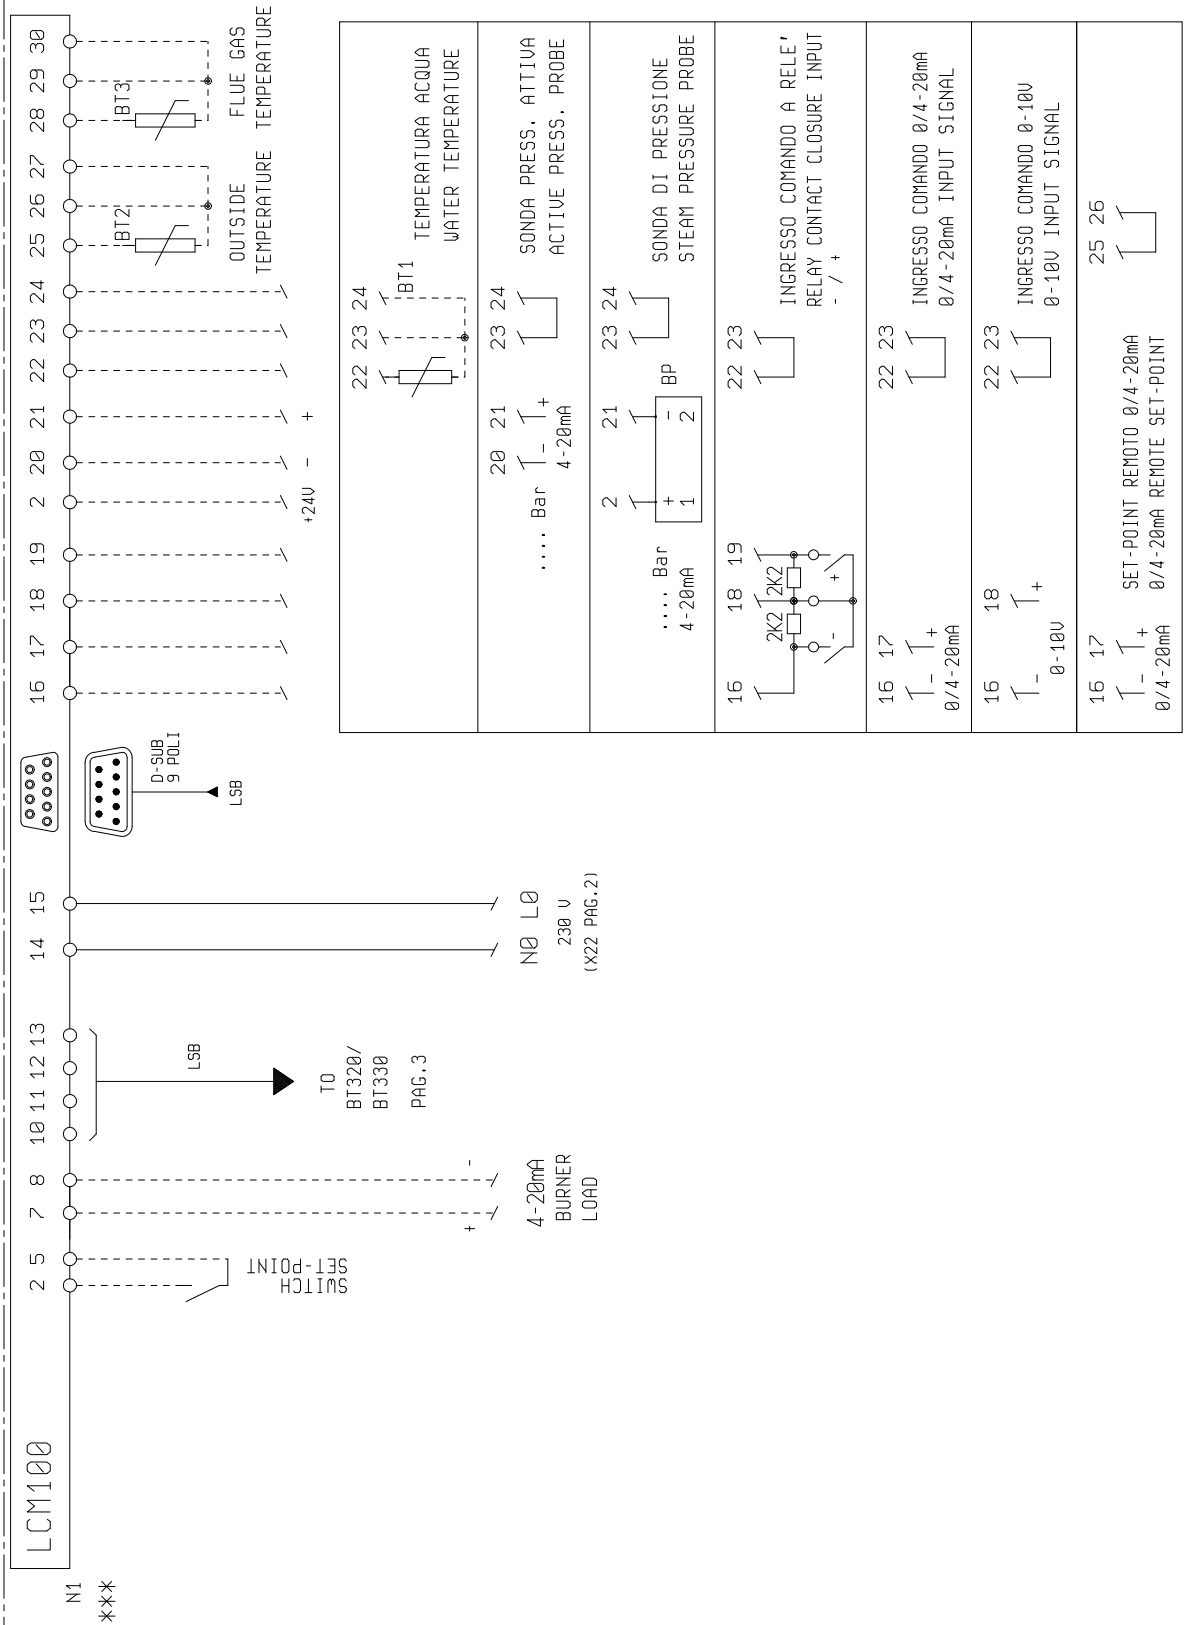 N1
***
LCM100
2 5 7 8 10 11 12 13 14 15 16 17 18 19 2 20 21 22 23 24 25 26 27 28 29 30
SWITCH
SET-POINT
+ -
4-20mA
BURNER
LOAD
LSB
TO
BT320/
BT330
PAG.3
N0 L0
230 V
(X22 PAG.2)
D-SUB
9 POLI
LSB
+24V - +
BT2
OUTSIDE
TEMPERATURE
BT3
FLUE GAS
TEMPERATURE
22 23 24
BT1
TEMPERATURA ACQUA
WATER TEMPERATURE
20 21 23 24
- +
.... Bar 4-20mA
SONDA PRESS. ATTIVA
ACTIVE PRESS. PROBE
2 21 23 24
BP
+ -
1 2
.... Bar
4-20mA
SONDA DI PRESSIONE
STEAM PRESSURE PROBE
16 18 19 22 23
2K2 2K2
- +
INGRESSO COMANDO A RELE'
RELAY CONTACT CLOSURE INPUT
- / +
16 17 22 23
- +
0/4-20mA
INGRESSO COMANDO 0/4-20mA
0/4-20mA INPUT SIGNAL
16 18 22 23
- +
0-10V
INGRESSO COMANDO 0-10V
0-10V INPUT SIGNAL
16 17 25 26
- +
0/4-20mA
SET-POINT REMOTO 0/4-20mA
0/4-20mA REMOTE SET-POINT